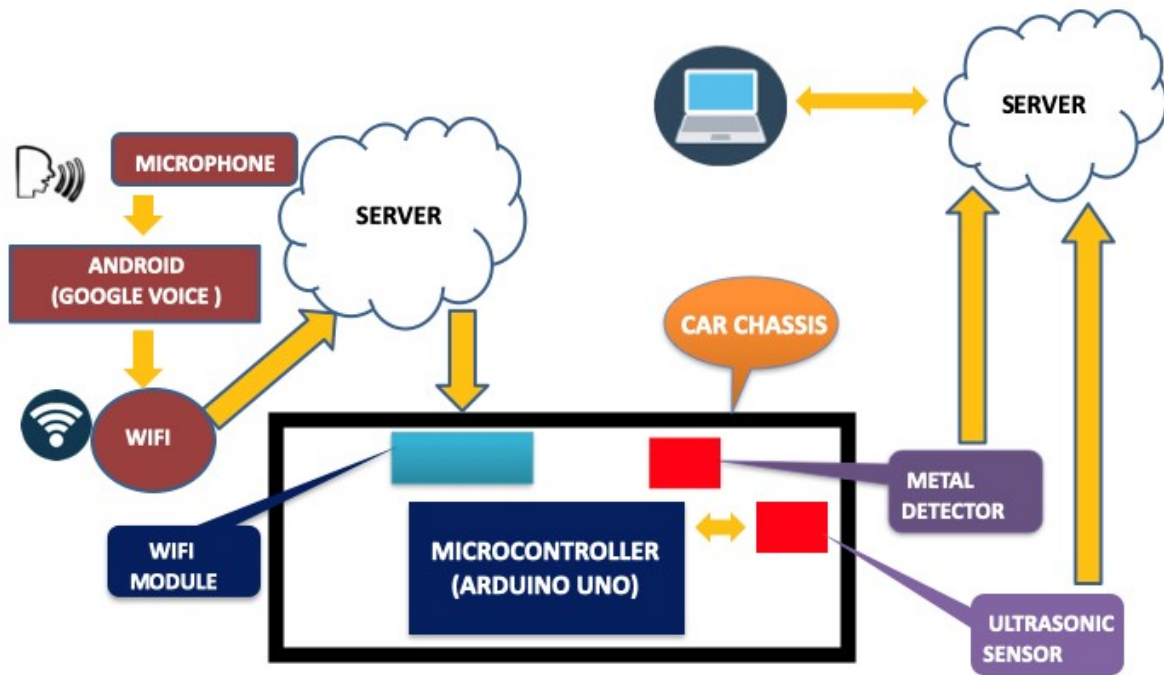 MICROPHONE
ANDROID
(GOOGLE VOICE )
WIFI
SERVER
SERVER
CAR CHASSIS
WIFI
MODULE
MICROCONTROLLER
(ARDUINO UNO)
METAL
DETECTOR
ULTRASONIC
SENSOR